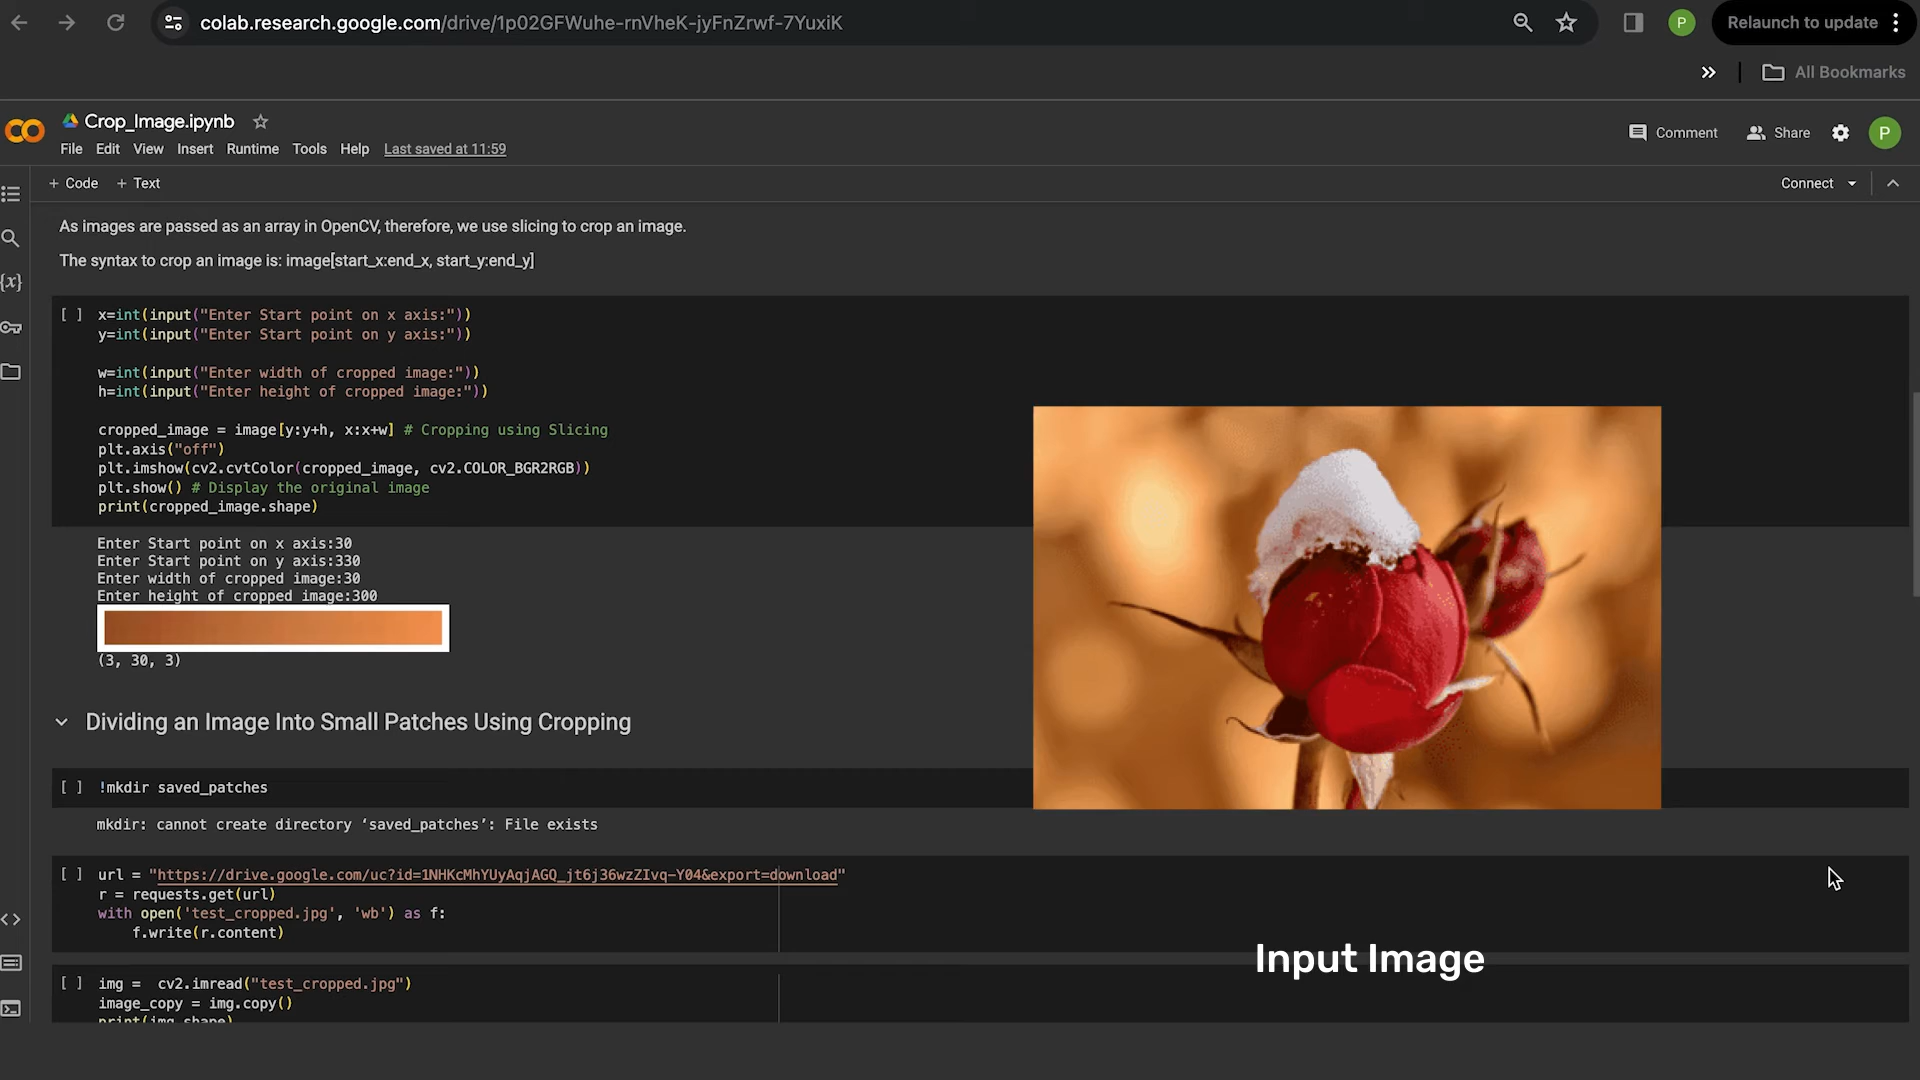 colab.research.google.com/drive/1p02GFWuhe-rnVheK-jyFnZrwf-7YuxiK
P
Relaunch to update
All Bookmarks
Crop_Image.ipynb
File Edit View Insert Runtime Tools Help Last saved at 11:59
Comment
Share
P
+ Code + Text
Connect
As images are passed as an array in OpenCV, therefore, we use slicing to crop an image.
The syntax to crop an image is: image[start_x:end_x, start_y:end_y]
[ ] x=int(input("Enter Start point on x axis:"))
y=int(input("Enter Start point on y axis:"))
w=int(input("Enter width of cropped image:"))
h=int(input("Enter height of cropped image:"))
cropped_image = image[y:y+h, x:x+w] # Cropping using Slicing
plt.axis("off")
plt.imshow(cv2.cvtColor(cropped_image, cv2.COLOR_BGR2RGB))
plt.show() # Display the original image
print(cropped_image.shape)
Enter Start point on x axis:30
Enter Start point on y axis:330
Enter width of cropped image:30
Enter height of cropped image:300
(3, 30, 3)
Dividing an Image Into Small Patches Using Cropping
[ ] !mkdir saved_patches
mkdir: cannot create directory ‘saved_patches’: File exists
[ ] url = "https://drive.google.com/uc?id=1NHKcMhYUyAqjAGQ_jt6j36wzZIvq-Y04&export=download"
r = requests.get(url)
with open('test_cropped.jpg', 'wb') as f:
f.write(r.content)
Input Image
[ ] img = cv2.imread("test_cropped.jpg")
image_copy = img.copy()
print(img.shape)